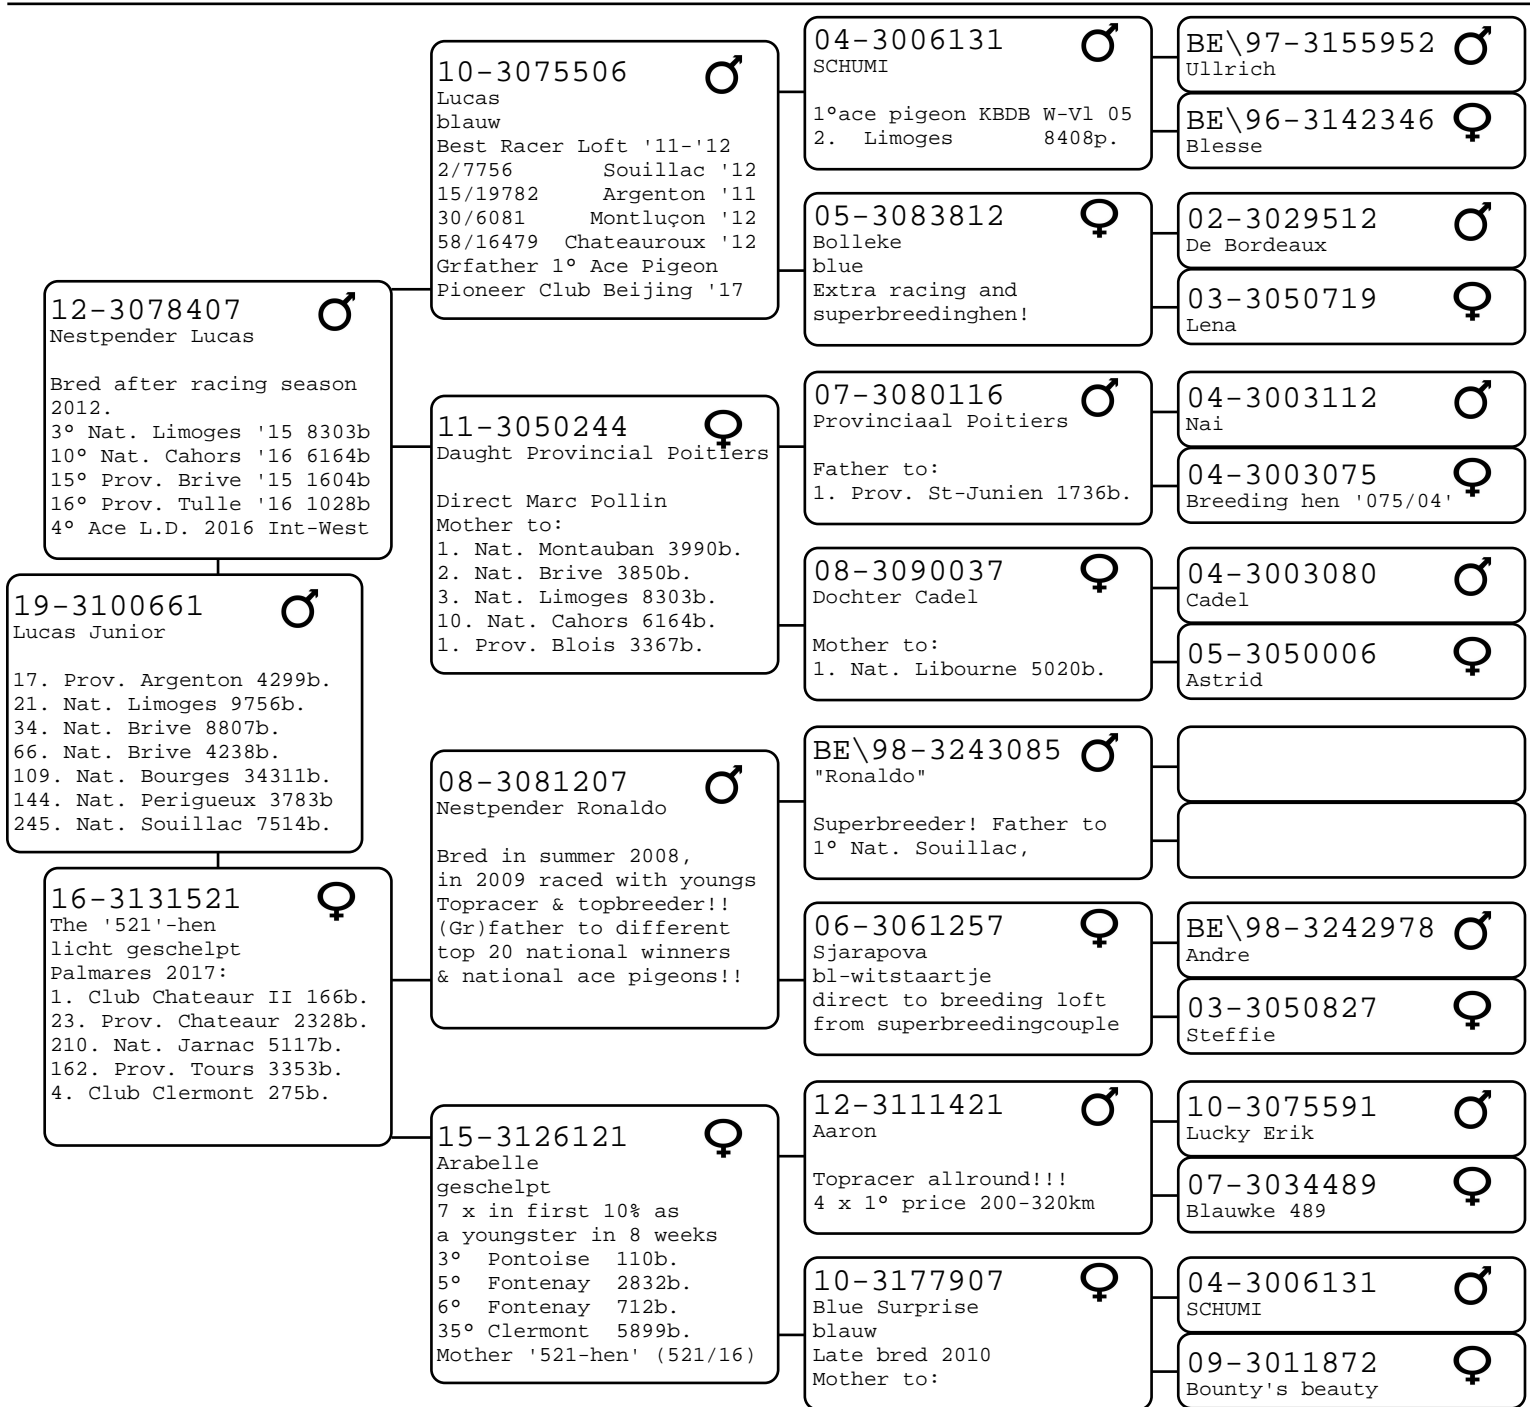 19-3100661
Lucas Junior
17. Prov. Argenton 4299b.
21. Nat. Limoges 9756b.
34. Nat. Brive 8807b.
66. Nat. Brive 4238b.
109. Nat. Bourges 34311b.
144. Nat. Perigueux 3783b
245. Nat. Souillac 7514b.
12-3078407
Nestpender Lucas
Bred after racing season
2012.
3° Nat. Limoges '15 8303b
10° Nat. Cahors '16 6164b
15° Prov. Brive '15 1604b
16° Prov. Tulle '16 1028b
4° Ace L.D. 2016 Int-West
16-3131521
The '521'-hen
licht geschelpt
Palmares 2017:
1. Club Chateaur II 166b.
23. Prov. Chateaur 2328b.
210. Nat. Jarnac 5117b.
162. Prov. Tours 3353b.
4. Club Clermont 275b.
10-3075506
Lucas
blauw
Best Racer Loft '11-'12
2/7756 Souillac '12
15/19782 Argenton '11
30/6081 Montluçon '12
58/16479 Chateauroux '12
Grfather 1° Ace Pigeon
Pioneer Club Beijing '17
11-3050244
Daught Provincial Poitiers
Direct Marc Pollin
Mother to:
1. Nat. Montauban 3990b.
2. Nat. Brive 3850b.
3. Nat. Limoges 8303b.
10. Nat. Cahors 6164b.
1. Prov. Blois 3367b.
08-3081207
Nestpender Ronaldo
Bred in summer 2008,
in 2009 raced with youngs
Topracer & topbreeder!!
(Gr)father to different
top 20 national winners
& national ace pigeons!!
15-3126121
Arabelle
geschelpt
7 x in first 10% as
a youngster in 8 weeks
3° Pontoise 110b.
5° Fontenay 2832b.
6° Fontenay 712b.
35° Clermont 5899b.
Mother '521-hen' (521/16)
04-3006131
SCHUMI
1°ace pigeon KBDB W-Vl 05
2. Limoges 8408p.
05-3083812
Bolleke
blue
Extra racing and
superbreedinghen!
07-3080116
Provinciaal Poitiers
Father to:
1. Prov. St-Junien 1736b.
08-3090037
Dochter Cadel
Mother to:
1. Nat. Libourne 5020b.
BE\98-3243085
"Ronaldo"
Superbreeder! Father to
1° Nat. Souillac,
06-3061257
Sjarapova
bl-witstaartje
direct to breeding loft
from superbreedingcouple
12-3111421
Aaron
Topracer allround!!!
4 x 1° price 200-320km
10-3177907
Blue Surprise
blauw
Late bred 2010
Mother to:
BE\97-3155952
Ullrich
BE\96-3142346
Blesse
02-3029512
De Bordeaux
03-3050719
Lena
04-3003112
Nai
04-3003075
Breeding hen '075/04'
04-3003080
Cadel
05-3050006
Astrid
BE\98-3242978
Andre
03-3050827
Steffie
10-3075591
Lucky Erik
07-3034489
Blauwke 489
04-3006131
SCHUMI
09-3011872
Bounty's beauty